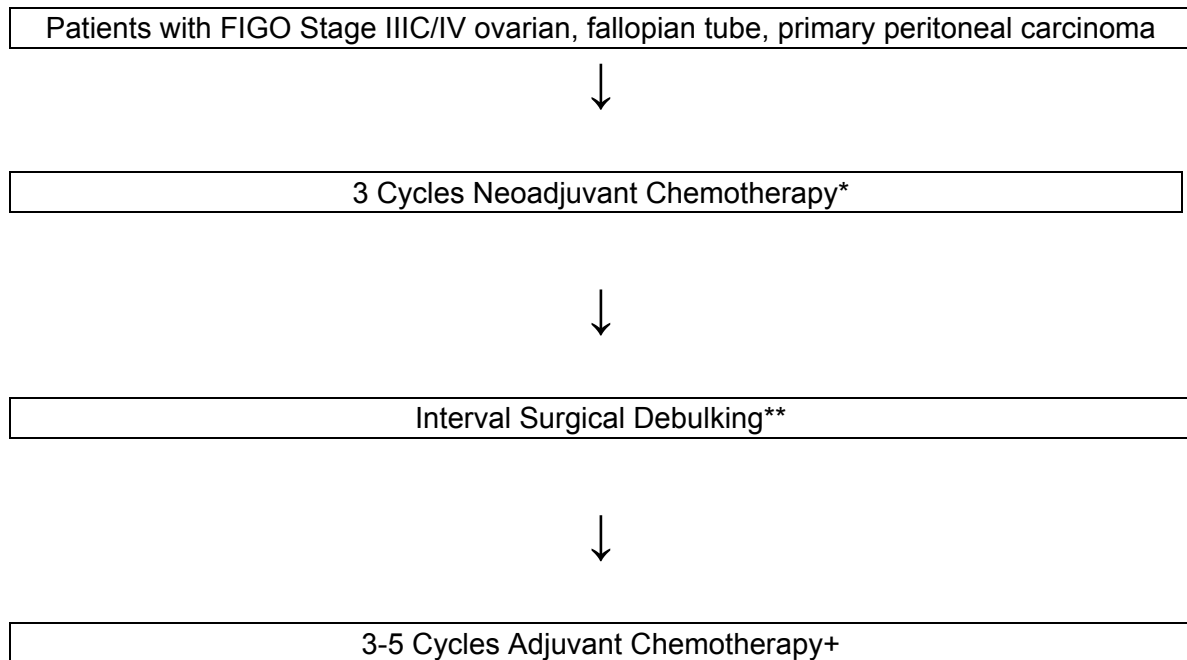 Patients with FIGO Stage IIIC/IV ovarian, fallopian tube, primary peritoneal carcinoma
↓
3 Cycles Neoadjuvant Chemotherapy*
↓
Interval Surgical Debulking**
↓
3-5 Cycles Adjuvant Chemotherapy+